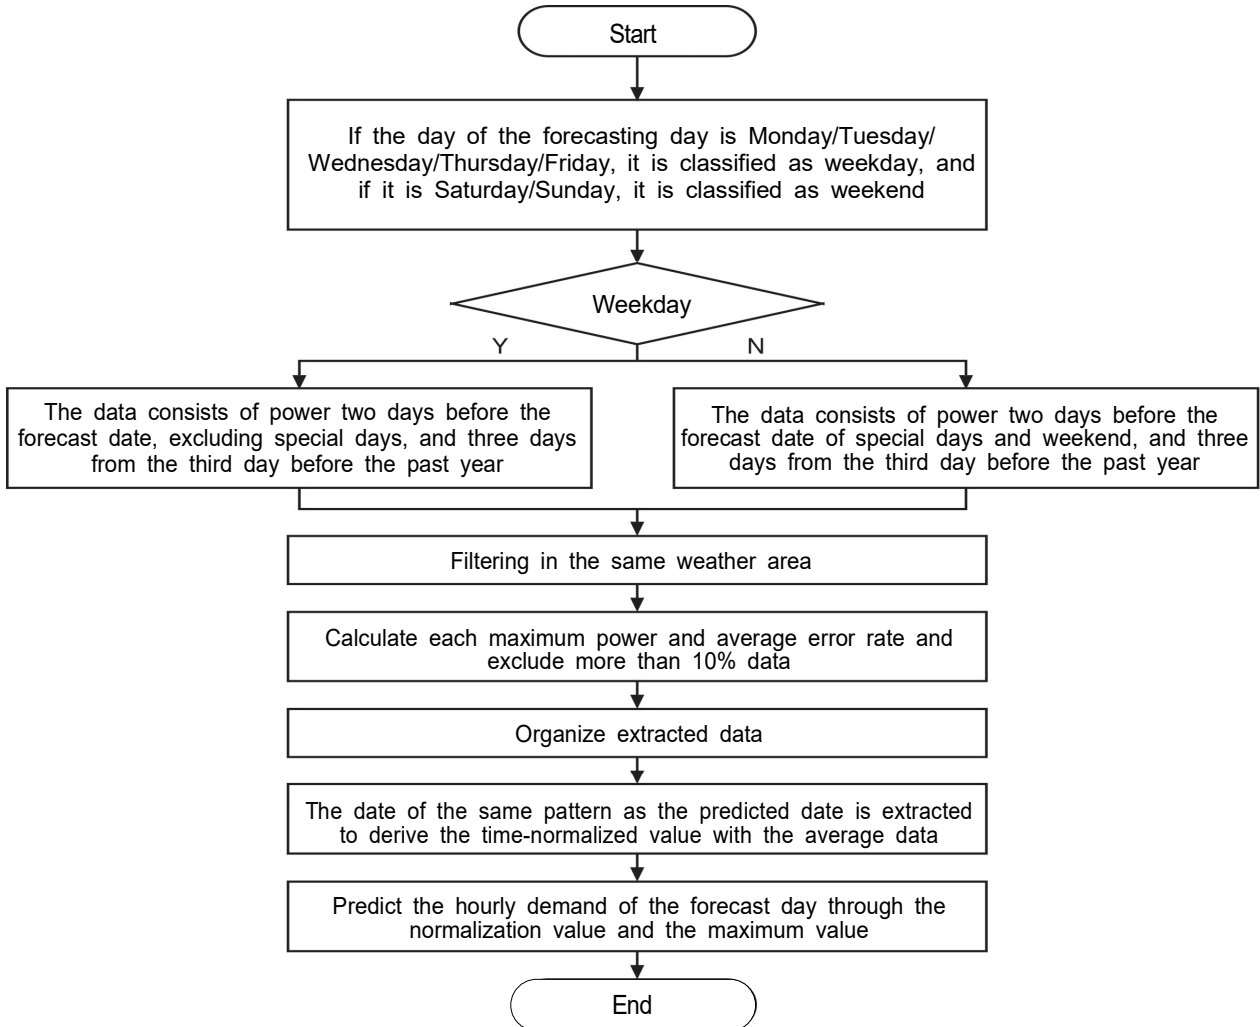 Start
If the day of the forecasting day is Monday/Tuesday/
Wednesday/Thursday/Friday, it is classified as weekday, and
if it is Saturday/Sunday, it is classified as weekend
Weekday
Y
N
The data consists of power two days before the
forecast date, excluding special days, and three days
from the third day before the past year
The data consists of power two days before the
forecast date of special days and weekend, and three
days from the third day before the past year
Filtering in the same weather area
Calculate each maximum power and average error rate and
exclude more than 10% data
Organize extracted data
The date of the same pattern as the predicted date is extracted
to derive the time-normalized value with the average data
Predict the hourly demand of the forecast day through the
normalization value and the maximum value
End